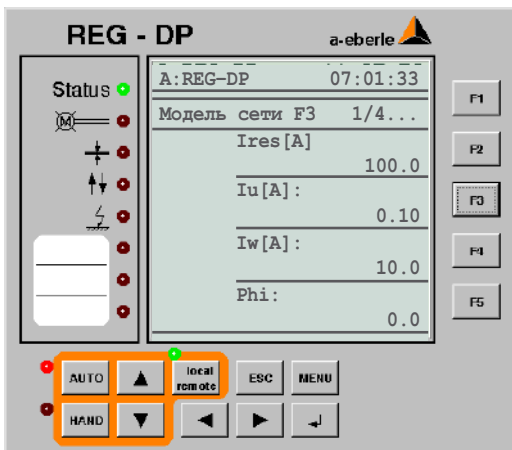 REG - DP
a-eberle
Status
A:REG-DP 07:01:33
Модель сети F3 1/4...
Ires[A]
100.0
Iu[A]:
0.10
Iw[A]:
10.0
Phi:
0.0
F1
F2
F3
F4
F5
M
AUTO
local
remote
ESC
MENU
HAND